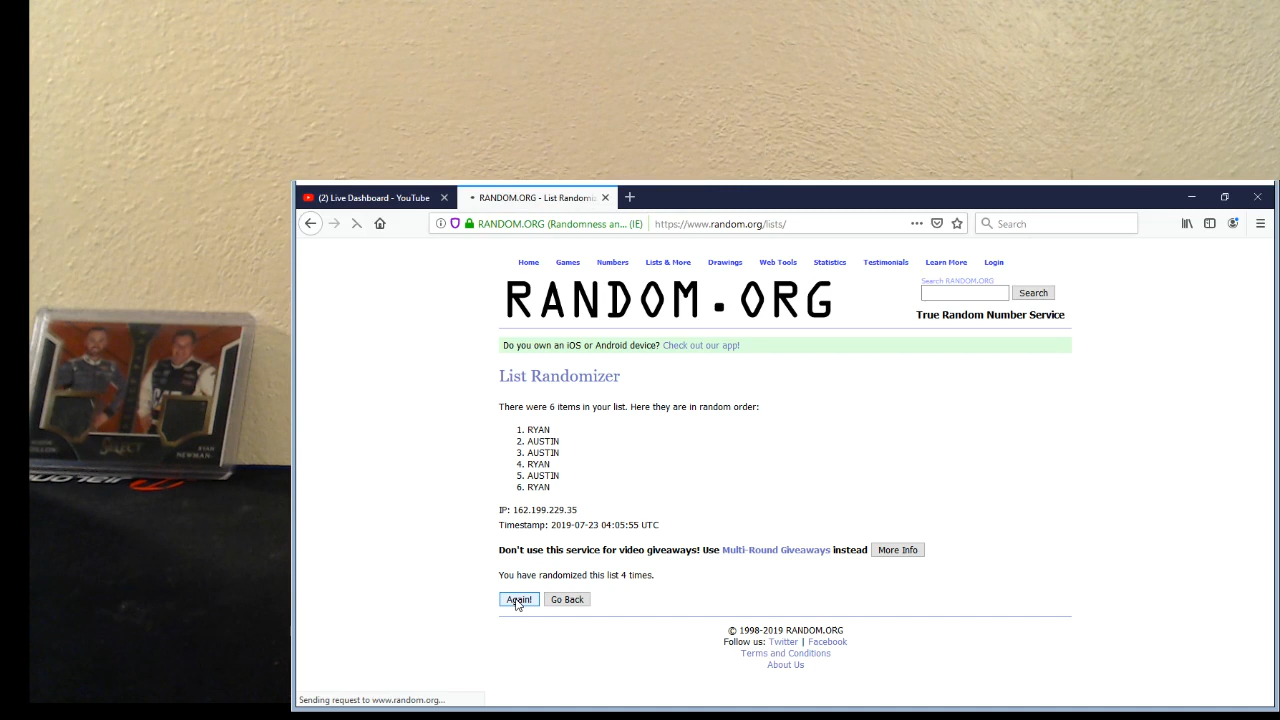 (2) Live Dashboard - YouTube
RANDOM.ORG - List Randomiz
RANDOM.ORG (Randomness an... (IE)
https://www.random.org/lists/
Search
Home Games Numbers Lists & More Drawings Web Tools Statistics Testimonials Learn More Login
RANDOM.ORG
Search RANDOM.ORG
Search
True Random Number Service
Do you own an iOS or Android device? Check out our app!
List Randomizer
There were 6 items in your list. Here they are in random order:
1. RYAN
2. AUSTIN
3. AUSTIN
4. RYAN
5. AUSTIN
6. RYAN
IP: 162.199.229.35
Timestamp: 2019-07-23 04:05:55 UTC
Don't use this service for video giveaways! Use Multi-Round Giveaways instead More Info
You have randomized this list 4 times.
Again! Go Back
© 1998-2019 RANDOM.ORG
Follow us: Twitter | Facebook
Terms and Conditions
About Us
Sending request to www.random.org...
SELECT
RYAN
NEWMAN